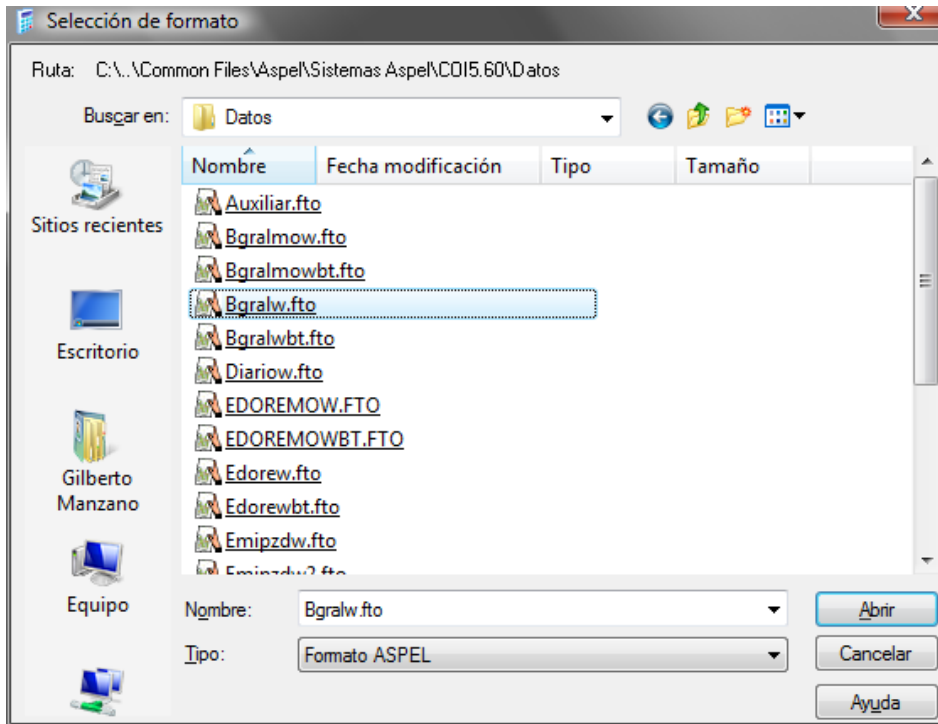 Selección de formato
X
Ruta: C:\..\Common Files\Aspel\Sistemas Aspel\COI5.60\Datos
Buscar en: Datos
Nombre Fecha modificación Tipo Tamaño
Sitios recientes
Escritorio
Gilberto
Manzano
Equipo
Auxiliar.fto
Bgralmow.fto
Bgralmowbt.fto
Bgralw.fto
Bgralwbt.fto
Diariow.fto
EDOREMOW.FTO
EDOREMOWBT.FTO
Edorew.fto
Edorewbt.fto
Emipzdw.fto
Emipzdw2.fto
Nombre: Bgralw.fto Abrir
Tipo: Formato ASPEL Cancelar
Ayuda